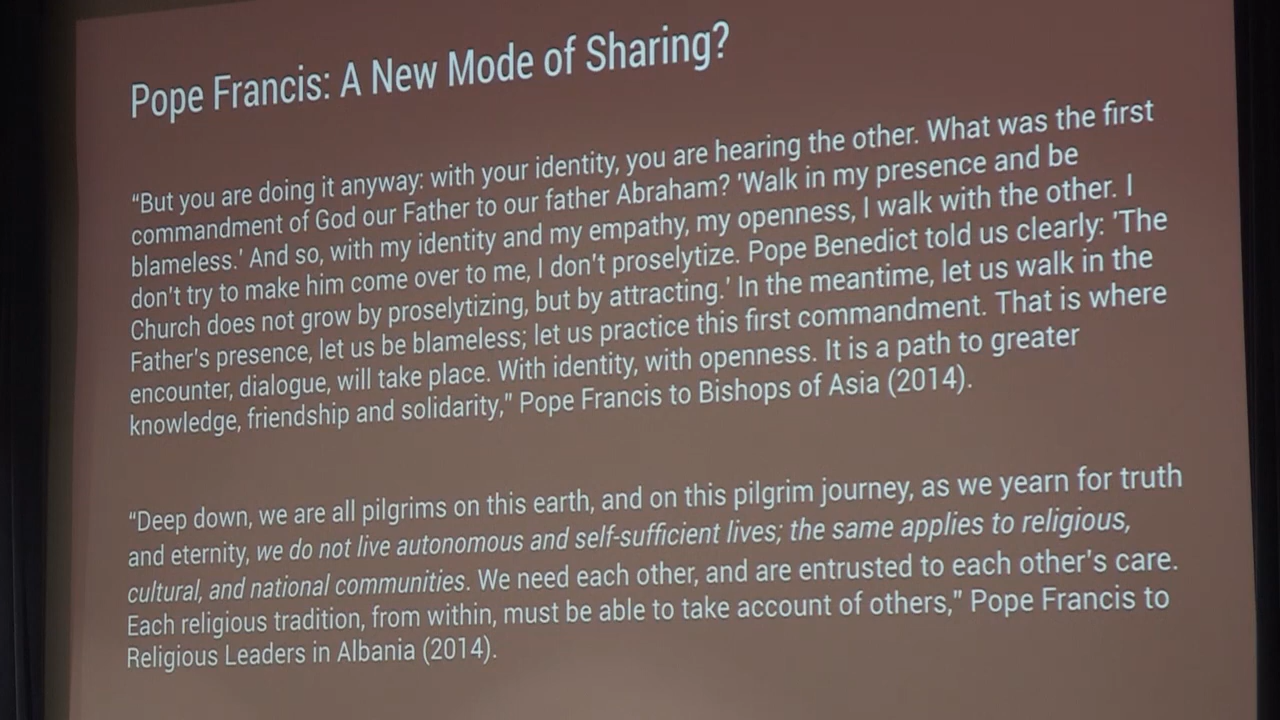 Pope Francis: A New Mode of Sharing?
“But you are doing it anyway: with your identity, you are hearing the other. What was the first
commandment of God our Father to our father Abraham? 'Walk in my presence and be
blameless.' And so, with my identity and my empathy, my openness, I walk with the other. I
don't try to make him come over to me, I don't proselytize. Pope Benedict told us clearly: 'The
Church does not grow by proselytizing, but by attracting.' In the meantime, let us walk in the
Father's presence, let us be blameless; let us practice this first commandment. That is where
encounter, dialogue, will take place. With identity, with openness. It is a path to greater
knowledge, friendship and solidarity,” Pope Francis to Bishops of Asia (2014).
“Deep down, we are all pilgrims on this earth, and on this pilgrim journey, as we yearn for truth
and eternity, we do not live autonomous and self-sufficient lives; the same applies to religious,
cultural, and national communities. We need each other, and are entrusted to each other's care.
Each religious tradition, from within, must be able to take account of others,” Pope Francis to
Religious Leaders in Albania (2014).